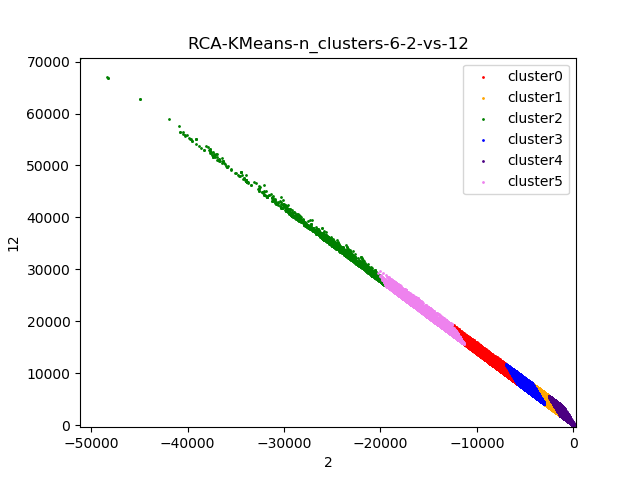 RCA-KMeans-n_clusters-6-2-vs-12
70000
60000
50000
40000
30000
20000
10000
0
12
cluster0
cluster1
cluster2
cluster3
cluster4
cluster5
−50000 −40000 −30000 −20000 −10000 0
2